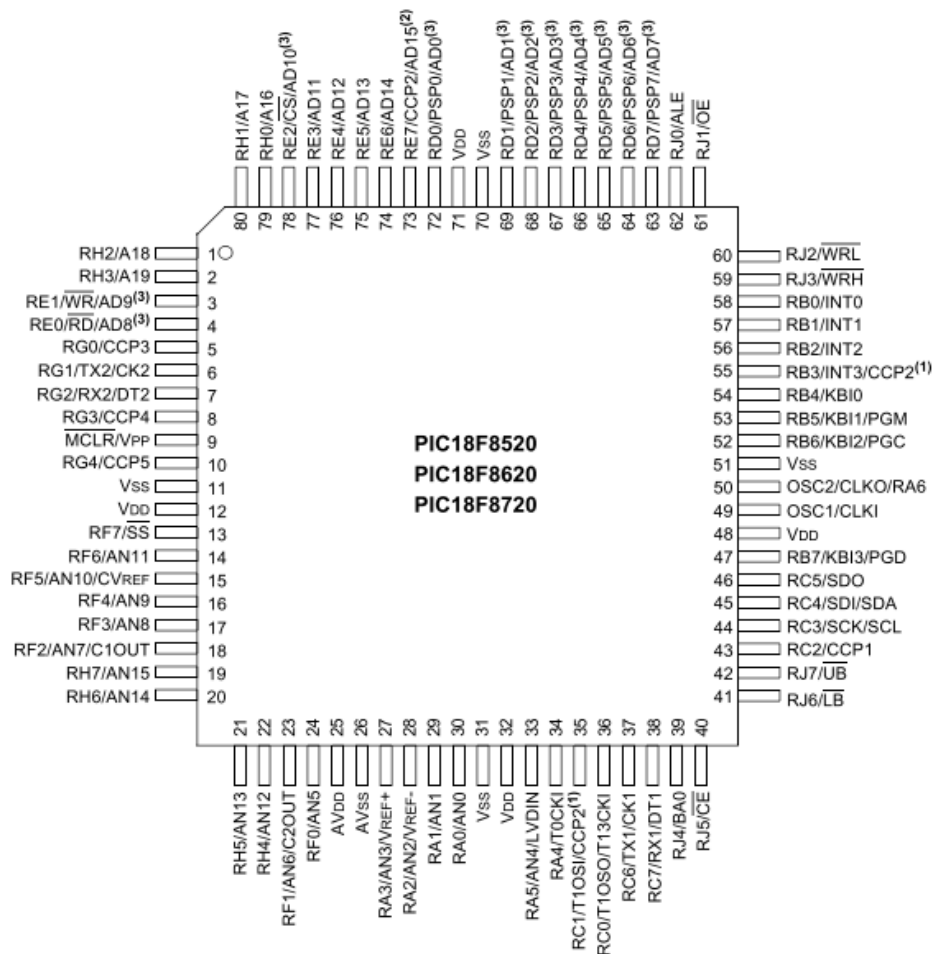 RH1/A17
RH0/A16
RE2/CS/AD10(3)
RE3/AD11
RE4/AD12
RE5/AD13
RE6/AD14
RE7/CCP2/AD15(2)
RD0/PSP0/AD0(3)
VDD
VSS
RD1/PSP1/AD1(3)
RD2/PSP2/AD2(3)
RD3/PSP3/AD3(3)
RD4/PSP4/AD4(3)
RD5/PSP5/AD5(3)
RD6/PSP6/AD6(3)
RD7/PSP7/AD7(3)
RJ0/ALE
RJ1/OE
80 79 78 77 76 75 74 73 72 71 70 69 68 67 66 65 64 63 62 61
RH2/A18 1
RH3/A19 2
RE1/WR/AD9(3) 3
RE0/RD/AD8(3) 4
RG0/CCP3 5
RG1/TX2/CK2 6
RG2/RX2/DT2 7
RG3/CCP4 8
MCLR/VPP 9
RG4/CCP5 10
VSS 11
VDD 12
RF7/SS 13
RF6/AN11 14
RF5/AN10/CVREF 15
RF4/AN9 16
RF3/AN8 17
RF2/AN7/C1OUT 18
RH7/AN15 19
RH6/AN14 20
PIC18F8520
PIC18F8620
PIC18F8720
60 RJ2/WRL
59 RJ3/WRH
58 RB0/INT0
57 RB1/INT1
56 RB2/INT2
55 RB3/INT3/CCP2(1)
54 RB4/KBI0
53 RB5/KBI1/PGM
52 RB6/KBI2/PGC
51 VSS
50 OSC2/CLKO/RA6
49 OSC1/CLKI
48 VDD
47 RB7/KBI3/PGD
46 RC5/SDO
45 RC4/SDI/SDA
44 RC3/SCK/SCL
43 RC2/CCP1
42 RJ7/UB
41 RJ6/LB
21 22 23 24 25 26 27 28 29 30 31 32 33 34 35 36 37 38 39 40
RH5/AN13
RH4/AN12
RF1/AN6/C2OUT
RF0/AN5
AVDD
AVSS
RA3/AN3/VREF+
RA2/AN2/VREF-
RA1/AN1
RA0/AN0
VSS
VDD
RA5/AN4/LVDIN
RA4/T0CKI
RC1/T1OSI/CCP2(1)
RC0/T1OSO/T13CKI
RC6/TX1/CK1
RC7/RX1/DT1
RJ4/BA0
RJ5/CE